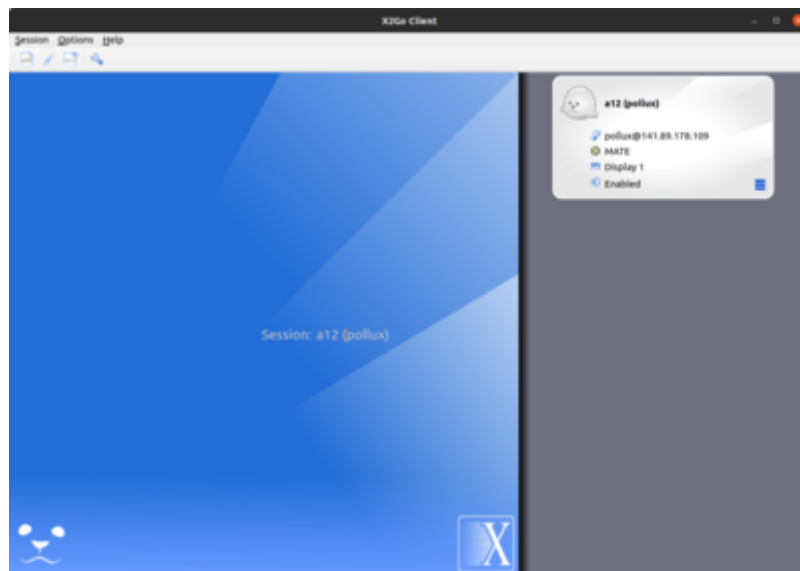 X2Go Client
Session Options Help
a12 (pollux)
pollux@141.89.178.109
MATE
Display 1
Enabled
Session: a12 (pollux)
X